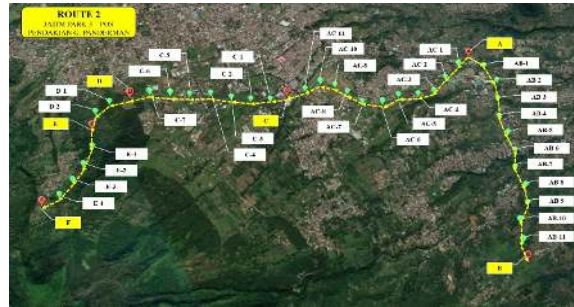 ROUTE 2
JATIM PARK 3 - POS
PENDAKIANG PANDERMAN
AC-11
AC-10
AC-9
AC-1
AC-2
AC-3
A
AB-1
AB 2
AB 3
AB-4
AB-5
AB 6
AB-7
AB 8
AB 9
AB 10
AB 11
B
C-5
C-6
C-1
C-2
D
D-1
D 2
E
C-7
C
C-3
C-4
AC-8
AC-7
AC 6
AC-5
AC 4
E-1
E-2
E-3
E 4
F